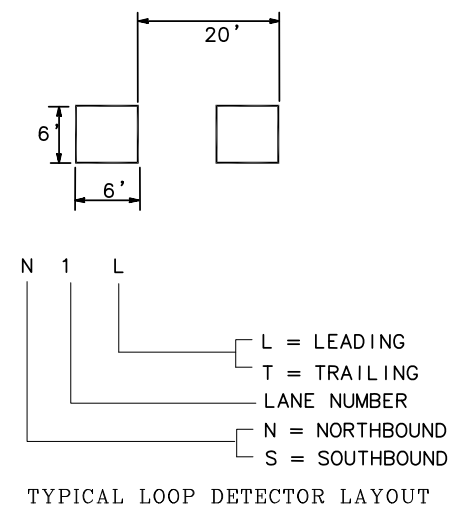 20'
6'
6'
N 1 L
L = LEADING
T = TRAILING
LANE NUMBER
N = NORTHBOUND
S = SOUTHBOUND
TYPICAL LOOP DETECTOR LAYOUT